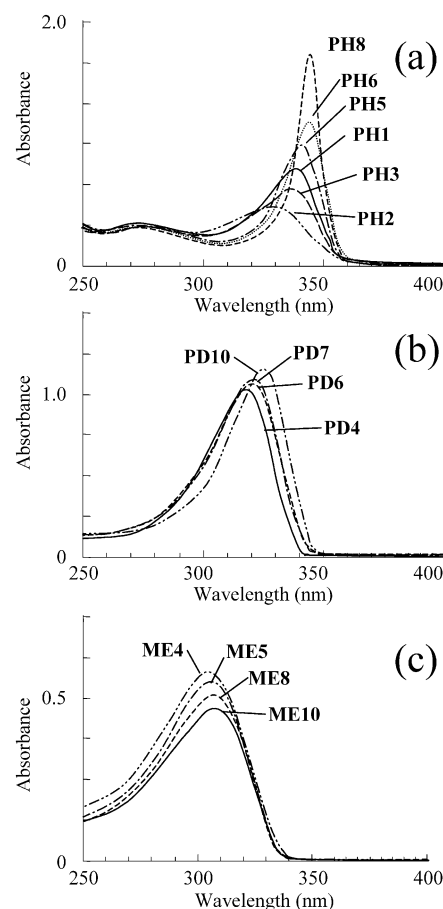 2.0
(a)
PH8
PH6
PH5
PH1
PH3
PH2
Absorbance
0
250 300 350 400
Wavelength (nm)
(b)
PD10 PD7
PD6
PD4
1.0
Absorbance
0
250 300 350 400
Wavelength (nm)
(c)
ME4 ME5
ME8
ME10
0.5
Absorbance
0
250 300 350 400
Wavelength (nm)